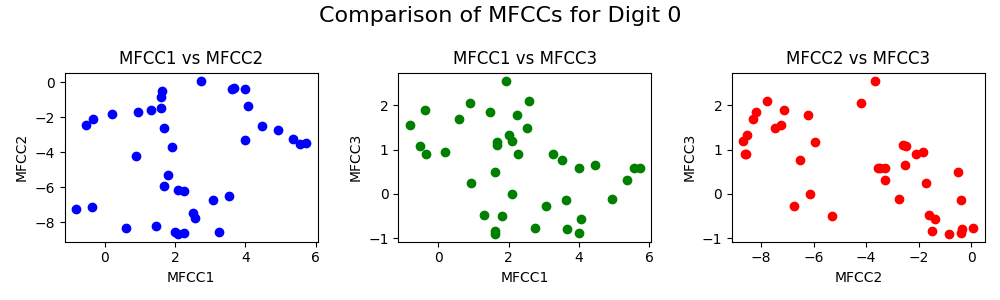 Comparison of MFCCs for Digit 0
MFCC1 vs MFCC2
0
−2
−4
−6
−8
MFCC2
0 2 4 6
MFCC1
MFCC1 vs MFCC3
2
1
0
−1
MFCC3
0 2 4 6
MFCC1
MFCC2 vs MFCC3
2
1
0
−1
MFCC3
−8 −6 −4 −2 0
MFCC2